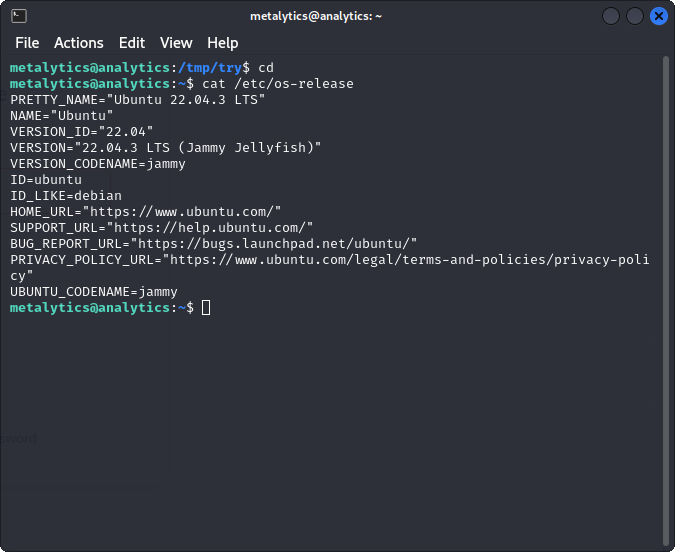 metalytics@analytics: ~
File Actions Edit View Help
metalytics@analytics:/tmp/try$ cd
metalytics@analytics:~$ cat /etc/os-release
PRETTY_NAME="Ubuntu 22.04.3 LTS"
NAME="Ubuntu"
VERSION_ID="22.04"
VERSION="22.04.3 LTS (Jammy Jellyfish)"
VERSION_CODENAME=jammy
ID=ubuntu
ID_LIKE=debian
HOME_URL="https://www.ubuntu.com/"
SUPPORT_URL="https://help.ubuntu.com/"
BUG_REPORT_URL="https://bugs.launchpad.net/ubuntu/"
PRIVACY_POLICY_URL="https://www.ubuntu.com/legal/terms-and-policies/privacy-poli
cy"
UBUNTU_CODENAME=jammy
metalytics@analytics:~$